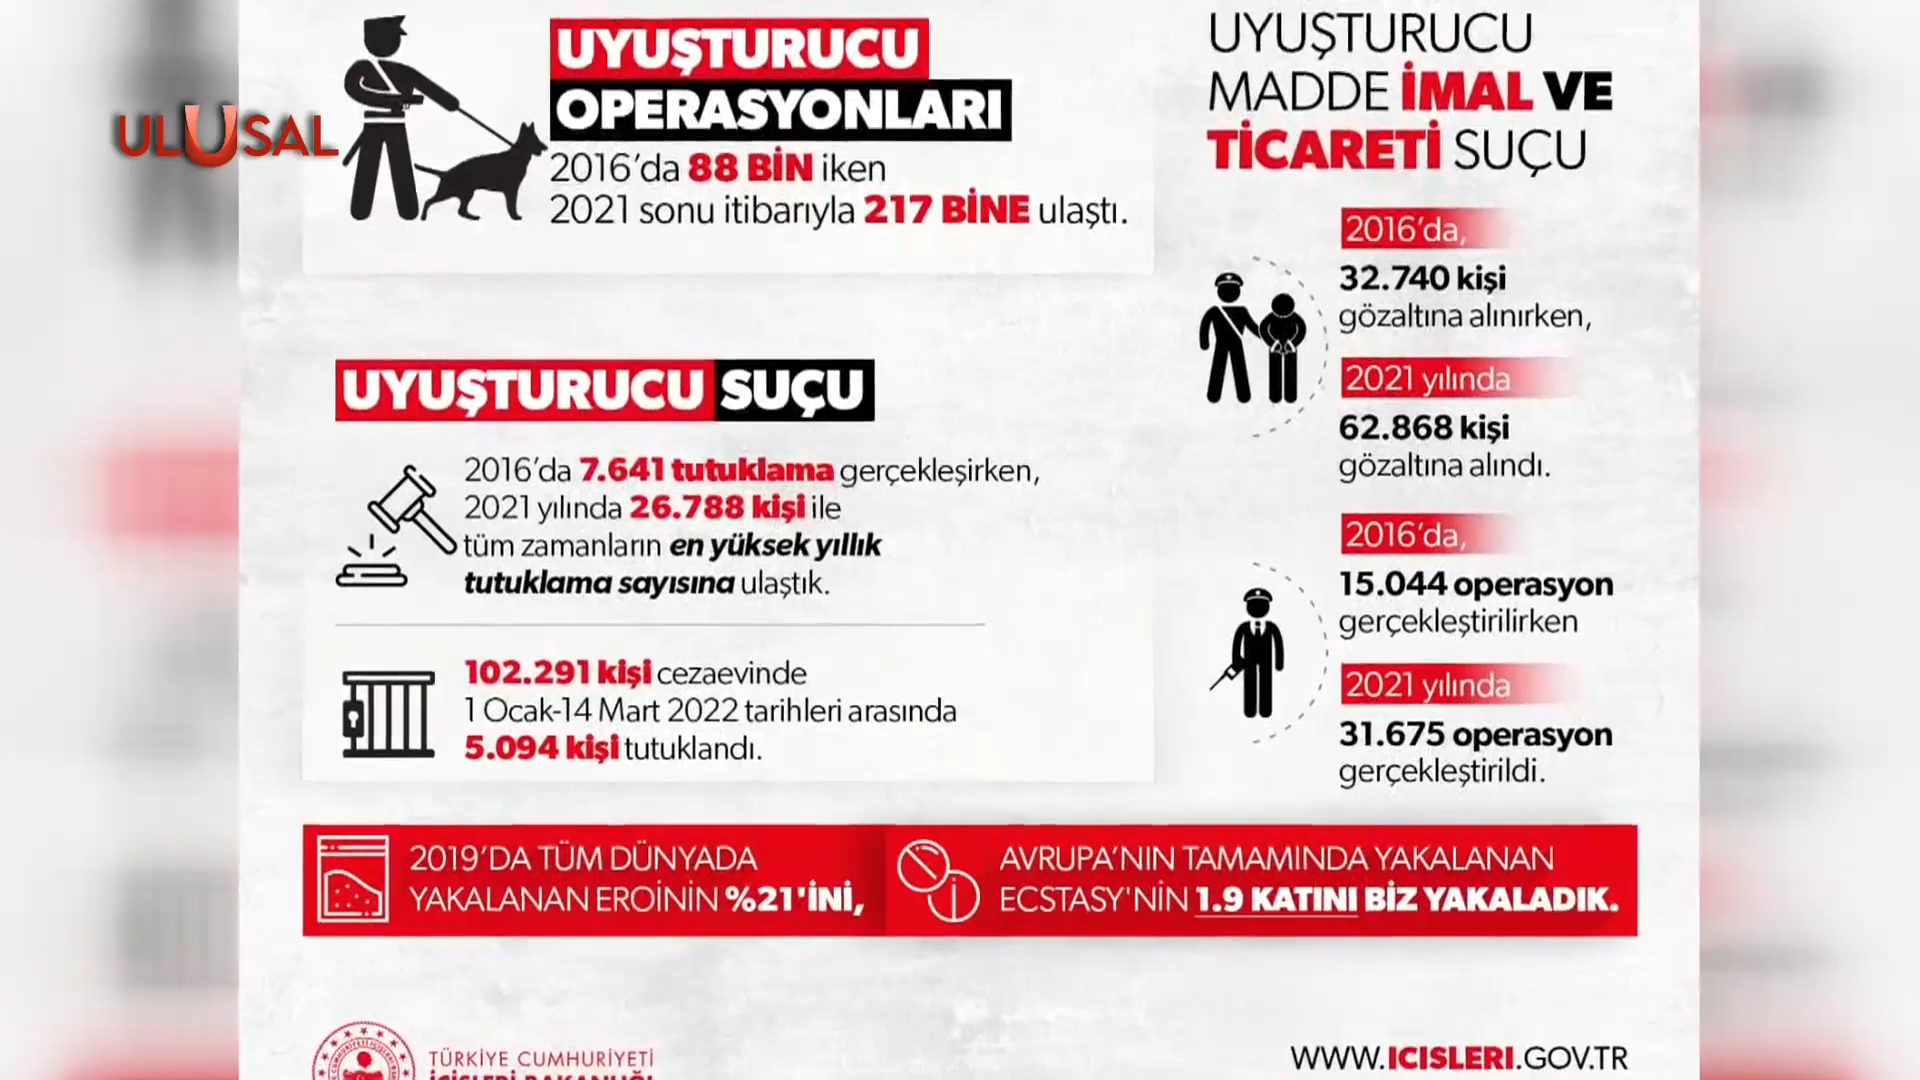 ULUSAL
UYUŞTURUCU
OPERASYONLARI
2016'da 88 BİN iken
2021 sonu itibarıyla 217 BİNE ulaştı.
UYUŞTURUCU SUÇU
2016'da 7.641 tutuklama gerçekleşirken,
2021 yılında 26.788 kişi ile
tüm zamanların en yüksek yıllık
tutuklama sayısına ulaştık.
102.291 kişi cezaevinde
1 Ocak-14 Mart 2022 tarihleri arasında
5.094 kişi tutuklandı.
UYUŞTURUCU
MADDE İMAL VE
TİCARETİ SUÇU
2016'da,
32.740 kişi
gözaltına alınırken,
2021 yılında
62.868 kişi
gözaltına alındı.
2016'da,
15.044 operasyon
gerçekleştirilirken
2021 yılında
31.675 operasyon
gerçekleştirildi.
2019'DA TÜM DÜNYADA
YAKALANAN EROİNİN %21'İNİ,
AVRUPA'NIN TAMAMINDA YAKALANAN
ECSTASY'NİN 1.9 KATINI BİZ YAKALADIK.
TÜRKİYE CUMHURİYETİ
İÇİŞLERİ BAKANLIĞI
WWW.ICISLERI.GOV.TR